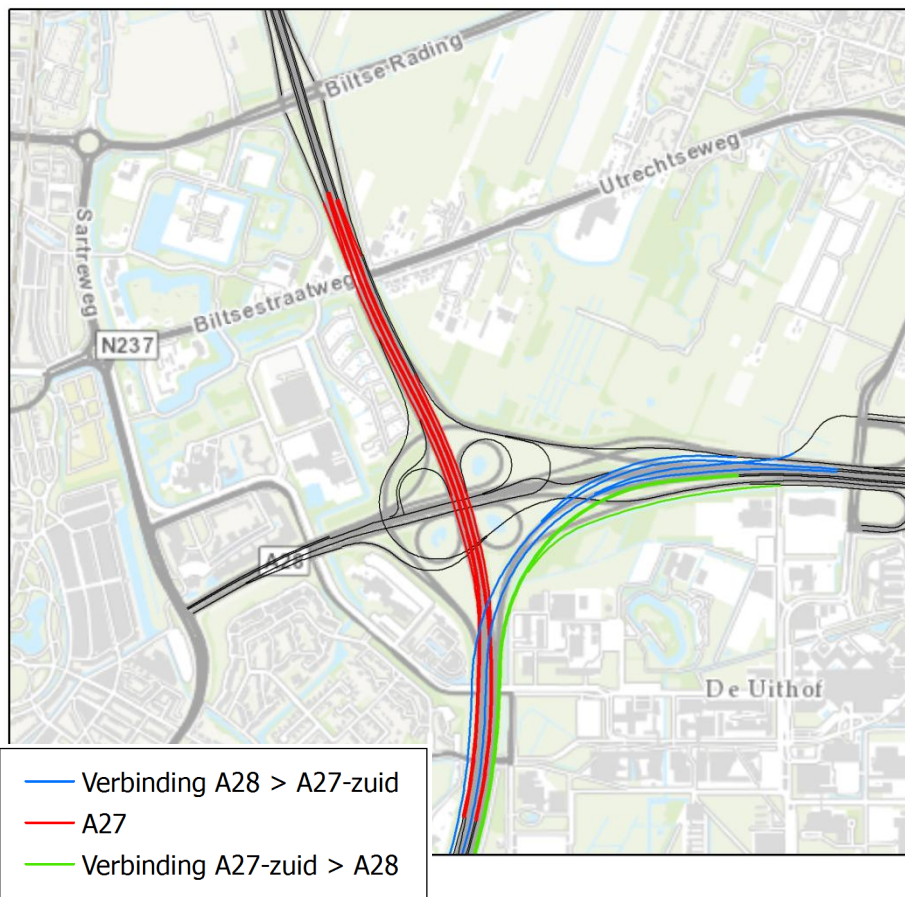 Biltse Rading
Utrechtseweg
Sartreweg
Biltsestraatweg
N237
A28
De Uithof
Verbinding A28 > A27-zuid
A27
Verbinding A27-zuid > A28